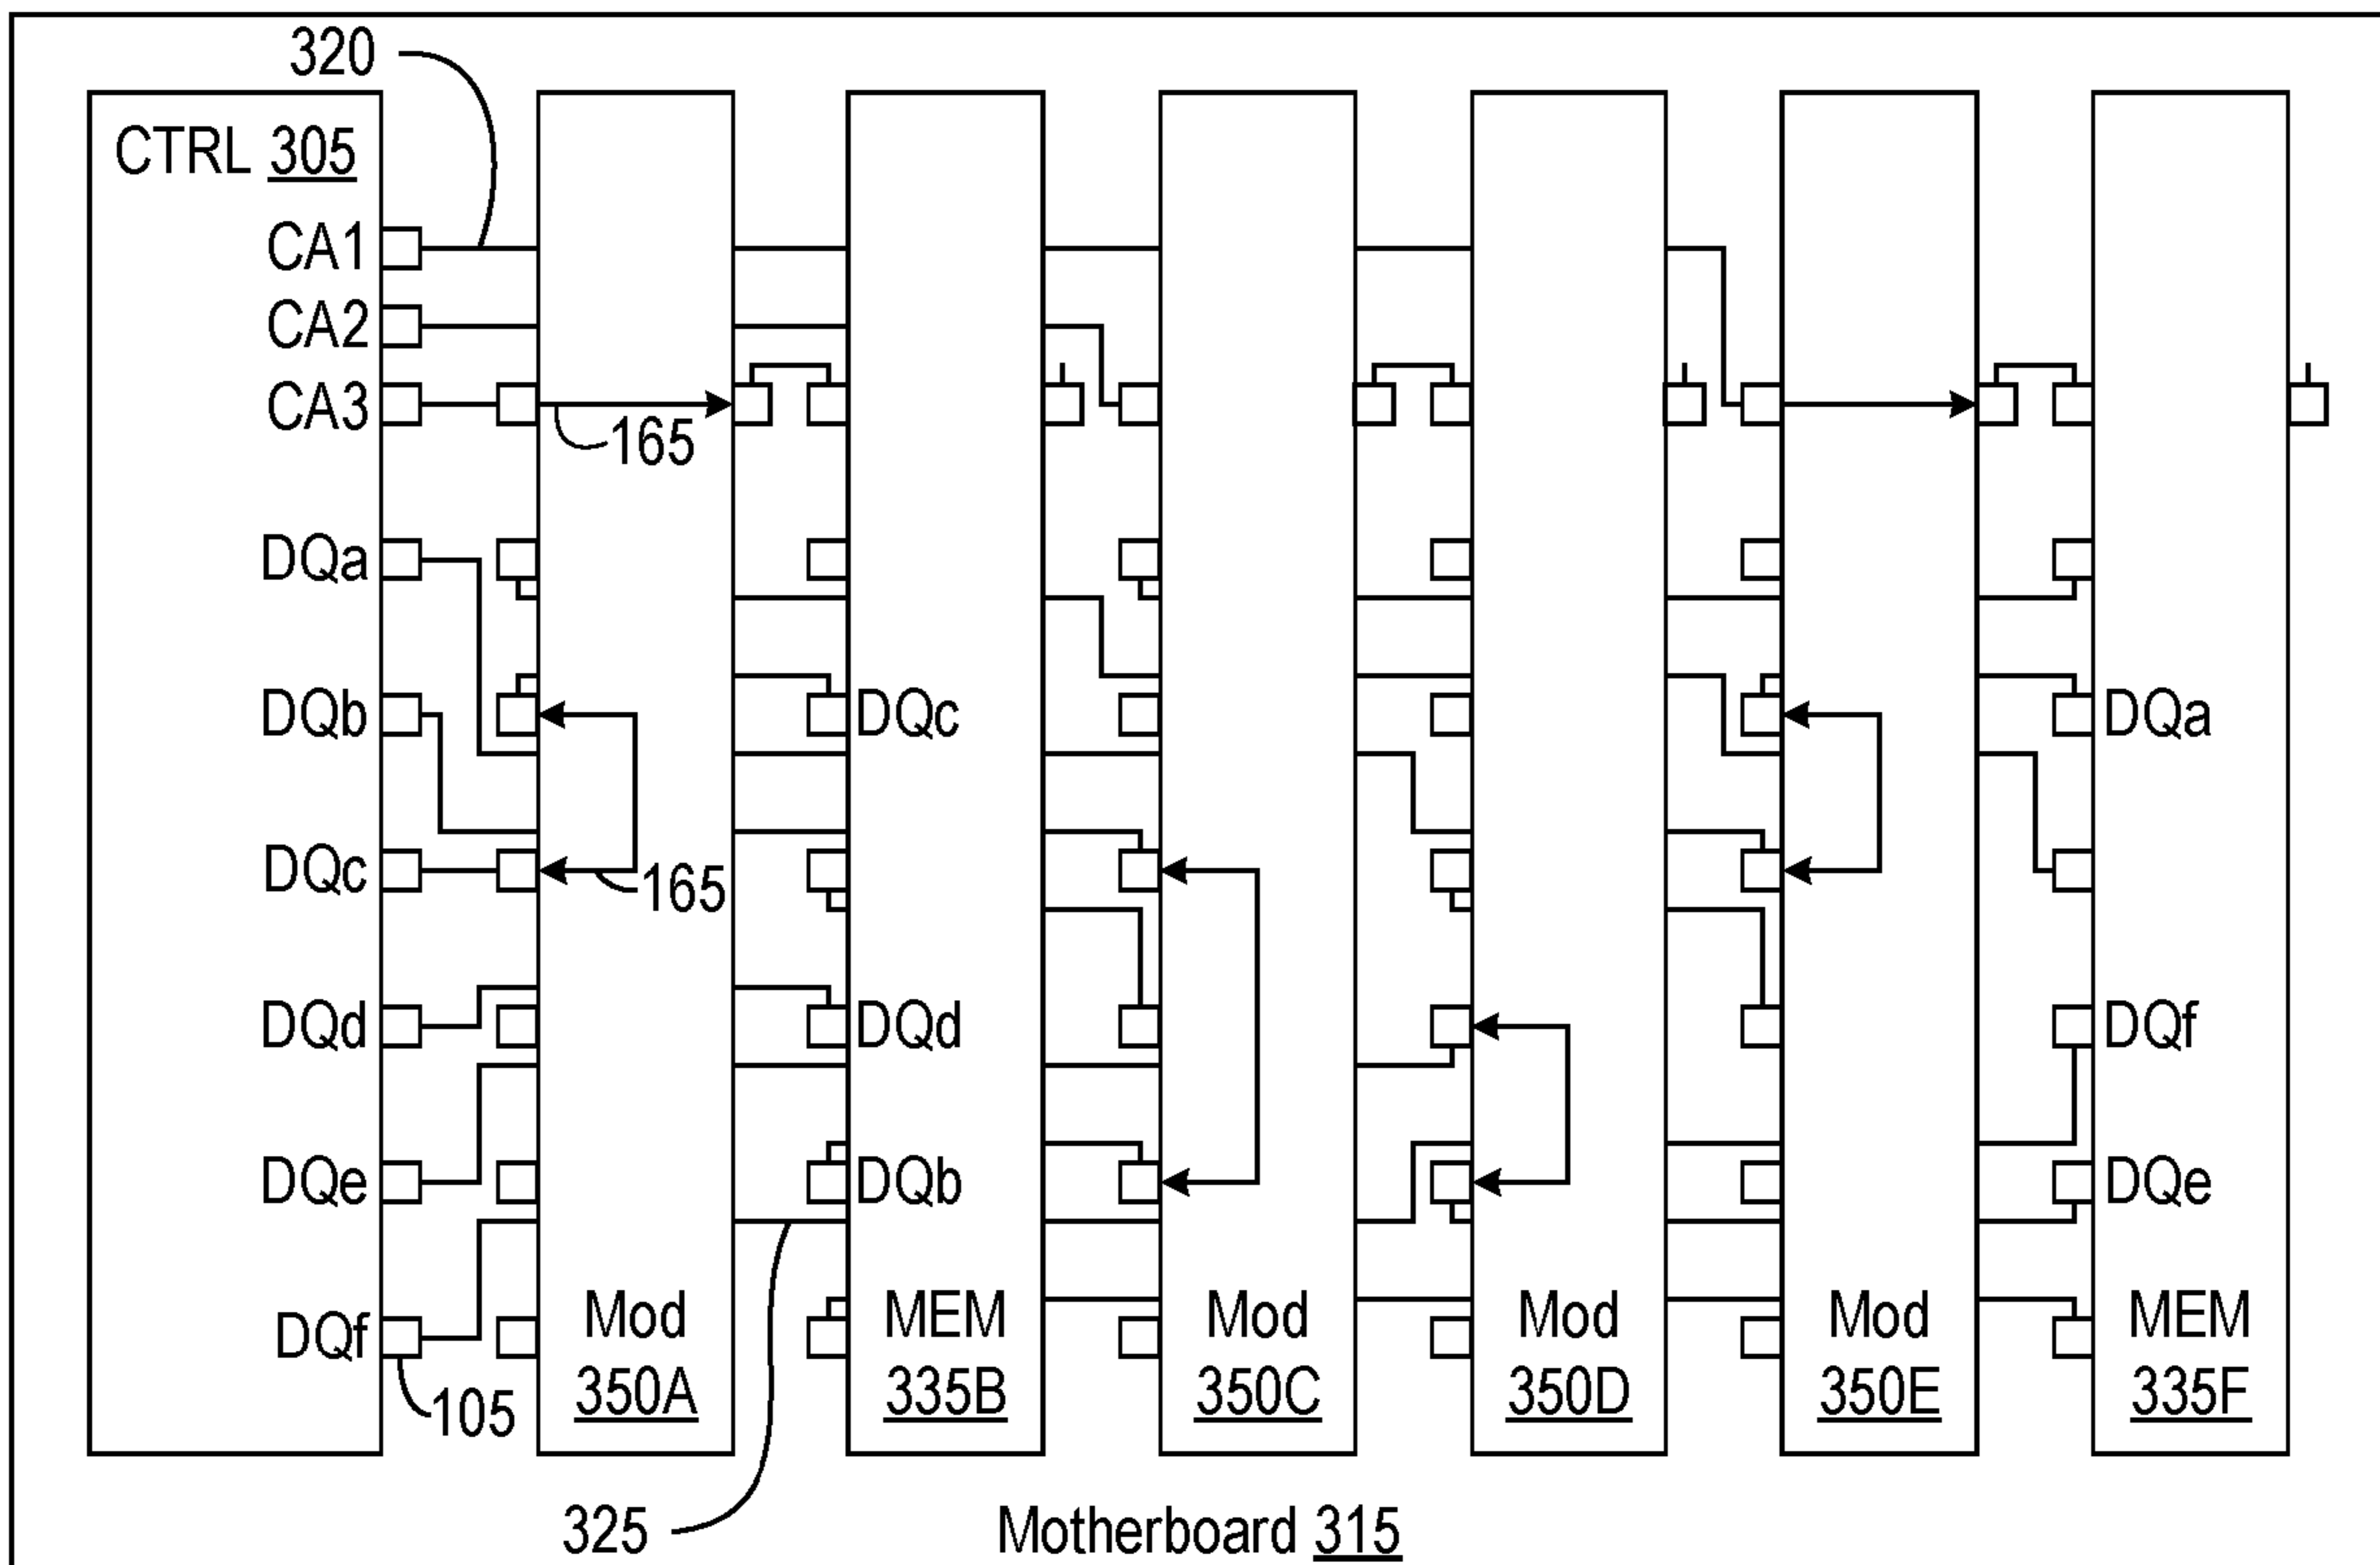 320
CTRL 305
CA1
CA2
CA3
165
DQa
DQb
DQc
DQa
DQc
165
DQd
DQd
DQf
DQe
DQb
DQe
DQf
105
Mod
350A
MEM
335B
Mod
350C
Mod
350D
Mod
350E
MEM
335F
325
Motherboard 315